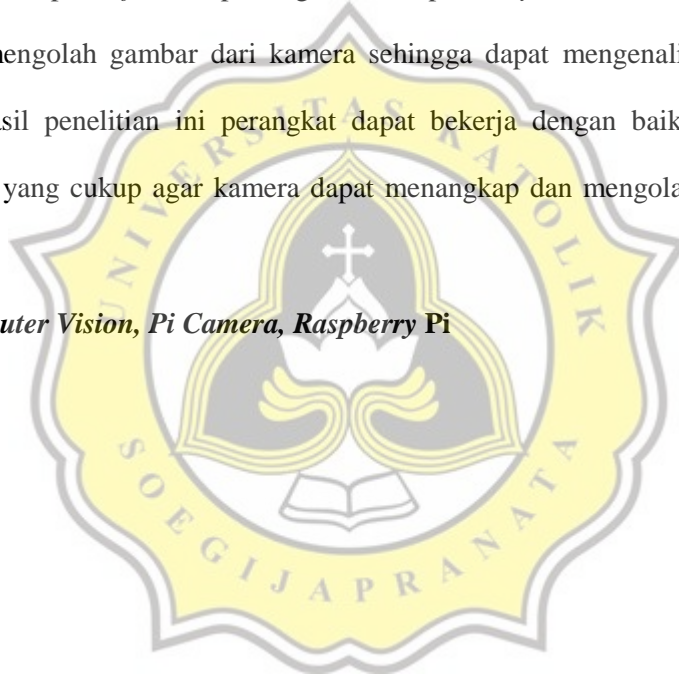 mengolah gambar dari kamera sehingga dapat mengenali
asil penelitian ini perangkat dapat bekerja dengan baik
yang cukup agar kamera dapat menangkap dan mengola
uter Vision, Pi Camera, Raspberry Pi
UNIVERSITAS KATOLIK
SOEGIJAPRANATA